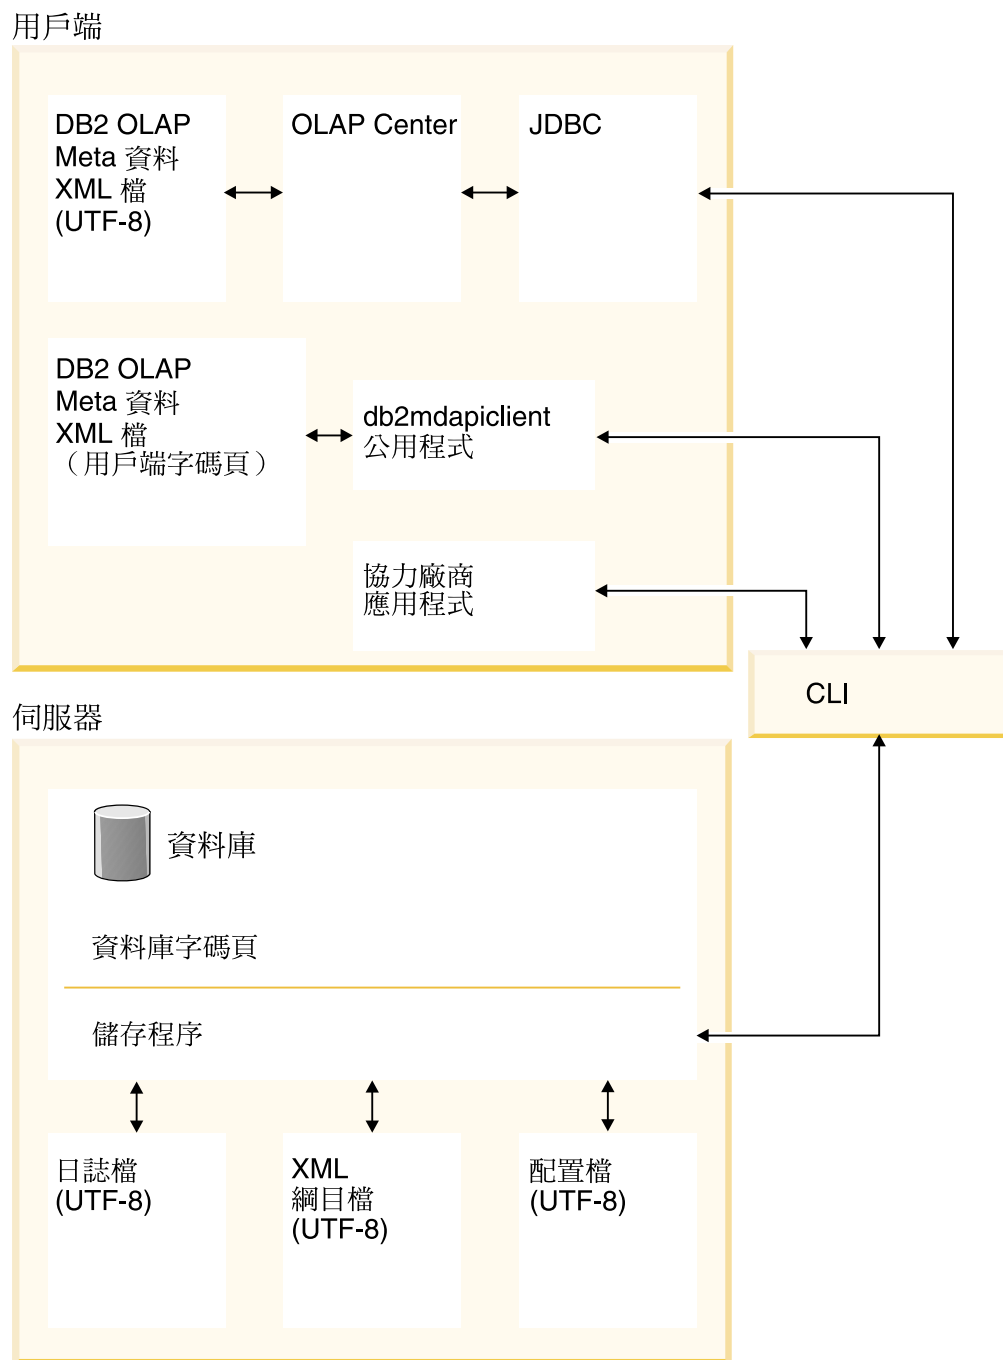 用戶端
DB2 OLAP
Meta 資料
XML 檔
(UTF-8)
OLAP Center
JDBC
DB2 OLAP
Meta 資料
XML 檔
（用戶端字碼頁）
db2mdapiclient
公用程式
協力廠商
應用程式
CLI
伺服器
資料庫
資料庫字碼頁
儲存程序
日誌檔
(UTF-8)
XML
綱目檔
(UTF-8)
配置檔
(UTF-8)